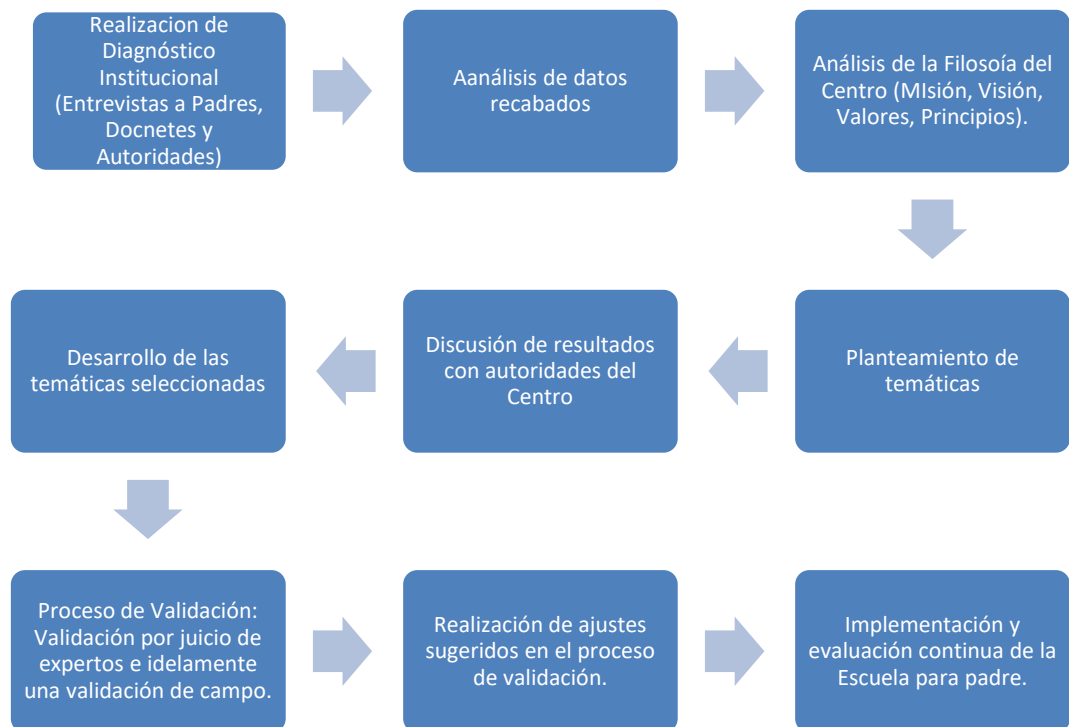 Realizacion de
Diagnóstico
Institucional
(Entrevistas a Padres,
Docnetes y
Autoridades)
Aanálisis de datos
recabados
Análisis de la Filosoía del
Centro (MIsión, Visión,
Valores, Principios).
Planteamiento de
temáticas
Discusión de resultados
con autoridades del
Centro
Desarrollo de las
temáticas seleccionadas
Proceso de Validación:
Validación por juicio de
expertos e idelamente
una validación de campo.
Realización de ajustes
sugeridos en el proceso
de validación.
Implementación y
evaluación continua de la
Escuela para padre.